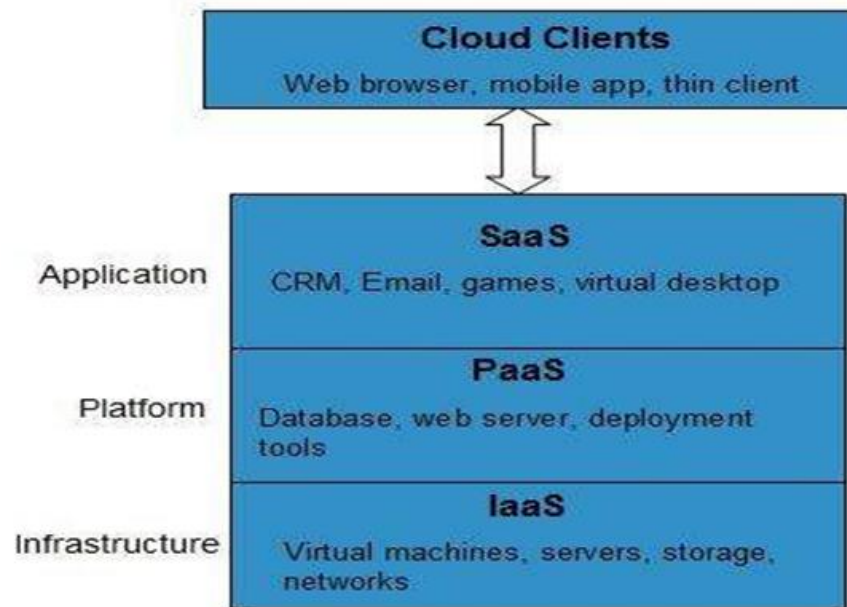 Cloud Clients
Web browser, mobile app, thin client
Application
SaaS
CRM, Email, games, virtual desktop
Platform
PaaS
Database, web server, deployment
tools
Infrastructure
IaaS
Virtual machines, servers, storage,
networks